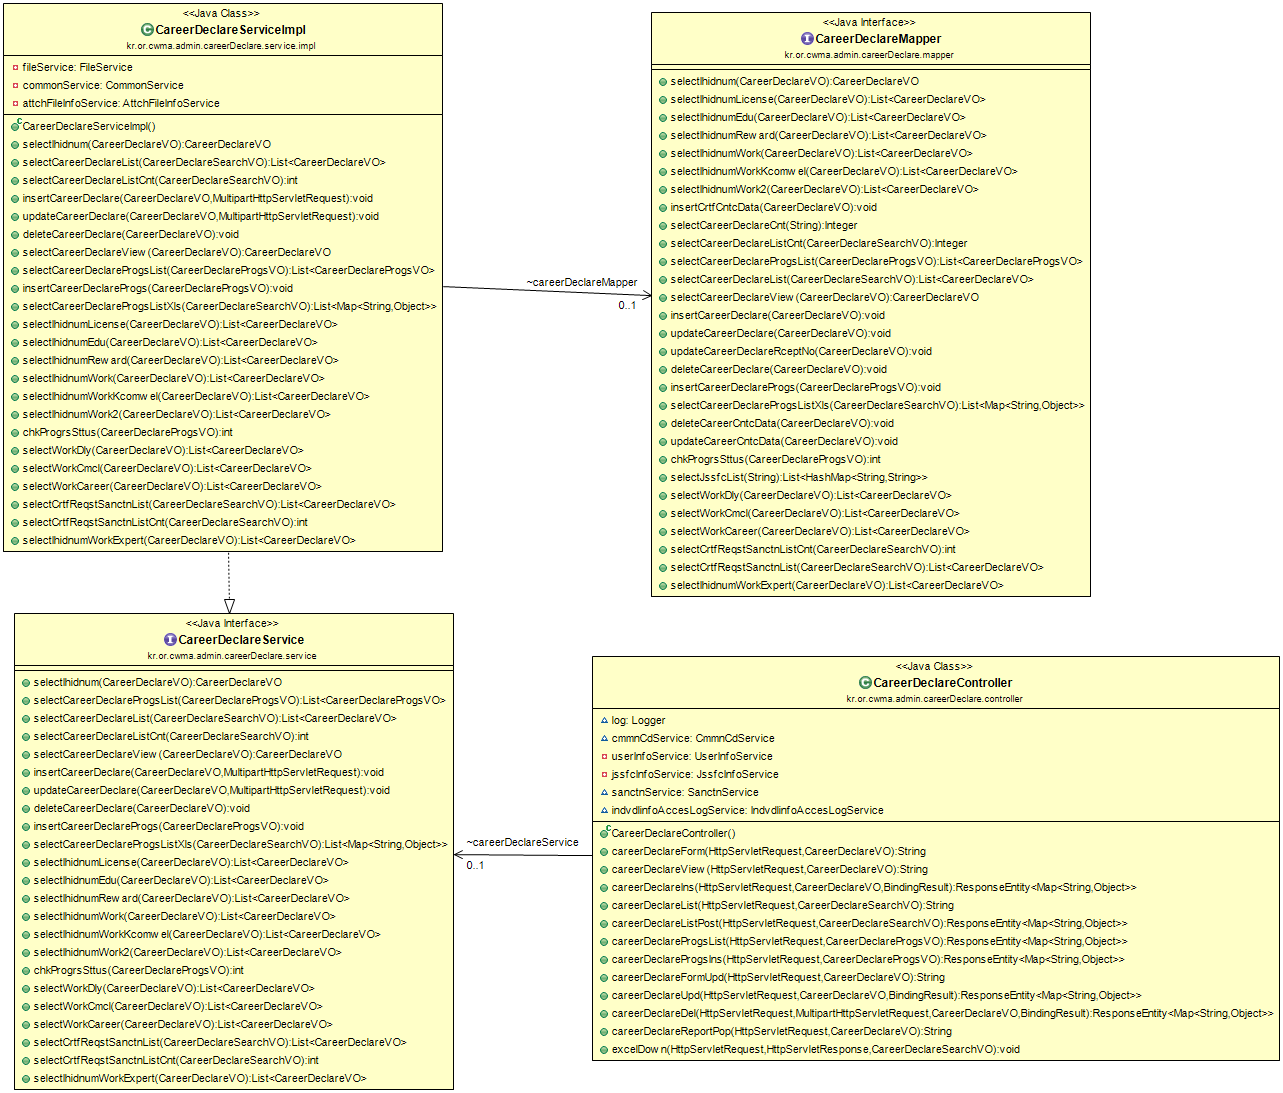 <<Java Class>>
CareerDeclareServiceImpl
kr.or.cwma.admin.careerDeclare.service.impl
fileService: FileService
commonService: CommonService
attchFileInfoService: AttchFileInfoService
CareerDeclareServiceImpl()
selectIhidnum(CareerDeclareVO):CareerDeclareVO
selectCareerDeclareList(CareerDeclareSearchVO):List<CareerDeclareVO>
selectCareerDeclareListCnt(CareerDeclareSearchVO):int
insertCareerDeclare(CareerDeclareVO,MultipartHttpServletRequest):void
updateCareerDeclare(CareerDeclareVO,MultipartHttpServletRequest):void
deleteCareerDeclare(CareerDeclareVO):void
selectCareerDeclareView(CareerDeclareVO):CareerDeclareVO
selectCareerDeclareProgsList(CareerDeclareProgsVO):List<CareerDeclareProgsVO>
insertCareerDeclareProgs(CareerDeclareProgsVO):void
selectCareerDeclareProgsListXls(CareerDeclareSearchVO):List<Map<String,Object>>
selectIhidnumLicense(CareerDeclareVO):List<CareerDeclareVO>
selectIhidnumEdu(CareerDeclareVO):List<CareerDeclareVO>
selectIhidnumReward(CareerDeclareVO):List<CareerDeclareVO>
selectIhidnumWork(CareerDeclareVO):List<CareerDeclareVO>
selectIhidnumWorkKcomwel(CareerDeclareVO):List<CareerDeclareVO>
selectIhidnumWork2(CareerDeclareVO):List<CareerDeclareVO>
chkProgrsSttus(CareerDeclareProgsVO):int
selectWorkDly(CareerDeclareVO):List<CareerDeclareVO>
selectWorkCmcl(CareerDeclareVO):List<CareerDeclareVO>
selectWorkCareer(CareerDeclareVO):List<CareerDeclareVO>
selectCrtfReqstSanctnList(CareerDeclareSearchVO):List<CareerDeclareVO>
selectCrtfReqstSanctnListCnt(CareerDeclareSearchVO):int
selectIhidnumWorkExpert(CareerDeclareVO):List<CareerDeclareVO>
~careerDeclareMapper
0..1
<<Java Interface>>
CareerDeclareMapper
kr.or.cwma.admin.careerDeclare.mapper
selectIhidnum(CareerDeclareVO):CareerDeclareVO
selectIhidnumLicense(CareerDeclareVO):List<CareerDeclareVO>
selectIhidnumEdu(CareerDeclareVO):List<CareerDeclareVO>
selectIhidnumReward(CareerDeclareVO):List<CareerDeclareVO>
selectIhidnumWork(CareerDeclareVO):List<CareerDeclareVO>
selectIhidnumWorkKcomwel(CareerDeclareVO):List<CareerDeclareVO>
selectIhidnumWork2(CareerDeclareVO):List<CareerDeclareVO>
insertCrtfCntcData(CareerDeclareVO):void
selectCareerDeclareCnt(String):Integer
selectCareerDeclareListCnt(CareerDeclareSearchVO):Integer
selectCareerDeclareProgsList(CareerDeclareProgsVO):List<CareerDeclareProgsVO>
selectCareerDeclareList(CareerDeclareSearchVO):List<CareerDeclareVO>
selectCareerDeclareView(CareerDeclareVO):CareerDeclareVO
insertCareerDeclare(CareerDeclareVO):void
updateCareerDeclare(CareerDeclareVO):void
updateCareerDeclareRceptNo(CareerDeclareVO):void
deleteCareerDeclare(CareerDeclareVO):void
insertCareerDeclareProgs(CareerDeclareProgsVO):void
selectCareerDeclareProgsListXls(CareerDeclareSearchVO):List<Map<String,Object>>
deleteCareerCntcData(CareerDeclareVO):void
updateCareerCntcData(CareerDeclareVO):void
chkProgrsSttus(CareerDeclareProgsVO):int
selectJssfcList(String):List<HashMap<String,String>>
selectWorkDly(CareerDeclareVO):List<CareerDeclareVO>
selectWorkCmcl(CareerDeclareVO):List<CareerDeclareVO>
selectWorkCareer(CareerDeclareVO):List<CareerDeclareVO>
selectCrtfReqstSanctnListCnt(CareerDeclareSearchVO):int
selectCrtfReqstSanctnList(CareerDeclareSearchVO):List<CareerDeclareVO>
selectIhidnumWorkExpert(CareerDeclareVO):List<CareerDeclareVO>
<<Java Interface>>
CareerDeclareService
kr.or.cwma.admin.careerDeclare.service
selectIhidnum(CareerDeclareVO):CareerDeclareVO
selectCareerDeclareProgsList(CareerDeclareProgsVO):List<CareerDeclareProgsVO>
selectCareerDeclareList(CareerDeclareSearchVO):List<CareerDeclareVO>
selectCareerDeclareListCnt(CareerDeclareSearchVO):int
selectCareerDeclareView(CareerDeclareVO):CareerDeclareVO
insertCareerDeclare(CareerDeclareVO,MultipartHttpServletRequest):void
updateCareerDeclare(CareerDeclareVO,MultipartHttpServletRequest):void
deleteCareerDeclare(CareerDeclareVO):void
insertCareerDeclareProgs(CareerDeclareProgsVO):void
selectCareerDeclareProgsListXls(CareerDeclareSearchVO):List<Map<String,Object>>
selectIhidnumLicense(CareerDeclareVO):List<CareerDeclareVO>
selectIhidnumEdu(CareerDeclareVO):List<CareerDeclareVO>
selectIhidnumReward(CareerDeclareVO):List<CareerDeclareVO>
selectIhidnumWork(CareerDeclareVO):List<CareerDeclareVO>
selectIhidnumWorkKcomwel(CareerDeclareVO):List<CareerDeclareVO>
selectIhidnumWork2(CareerDeclareVO):List<CareerDeclareVO>
chkProgrsSttus(CareerDeclareProgsVO):int
selectWorkDly(CareerDeclareVO):List<CareerDeclareVO>
selectWorkCmcl(CareerDeclareVO):List<CareerDeclareVO>
selectWorkCareer(CareerDeclareVO):List<CareerDeclareVO>
selectCrtfReqstSanctnList(CareerDeclareSearchVO):List<CareerDeclareVO>
selectCrtfReqstSanctnListCnt(CareerDeclareSearchVO):int
selectIhidnumWorkExpert(CareerDeclareVO):List<CareerDeclareVO>
~careerDeclareService
0..1
<<Java Class>>
CareerDeclareController
kr.or.cwma.admin.careerDeclare.controller
log: Logger
cmmnCdService: CmmnCdService
userInfoService: UserInfoService
jssfcInfoService: JssfcInfoService
sanctnService: SanctnService
indvdlinfoAccesLogService: IndvdlinfoAccesLogService
CareerDeclareController()
careerDeclareForm(HttpServletRequest,CareerDeclareVO):String
careerDeclareView(HttpServletRequest,CareerDeclareVO):String
careerDeclareIns(HttpServletRequest,CareerDeclareVO,BindingResult):ResponseEntity<Map<String,Object>>
careerDeclareList(HttpServletRequest,CareerDeclareSearchVO):String
careerDeclareListPost(HttpServletRequest,CareerDeclareSearchVO):ResponseEntity<Map<String,Object>>
careerDeclareProgsList(HttpServletRequest,CareerDeclareProgsVO):ResponseEntity<Map<String,Object>>
careerDeclareProgsIns(HttpServletRequest,CareerDeclareProgsVO):ResponseEntity<Map<String,Object>>
careerDeclareFormUpd(HttpServletRequest,CareerDeclareVO):String
careerDeclareUpd(HttpServletRequest,CareerDeclareVO,BindingResult):ResponseEntity<Map<String,Object>>
careerDeclareDel(HttpServletRequest,MultipartHttpServletRequest,CareerDeclareVO,BindingResult):ResponseEntity<Map<String,Object>>
careerDeclareReportPop(HttpServletRequest,CareerDeclareVO):String
excelDown(HttpServletRequest,HttpServletResponse,CareerDeclareSearchVO):void